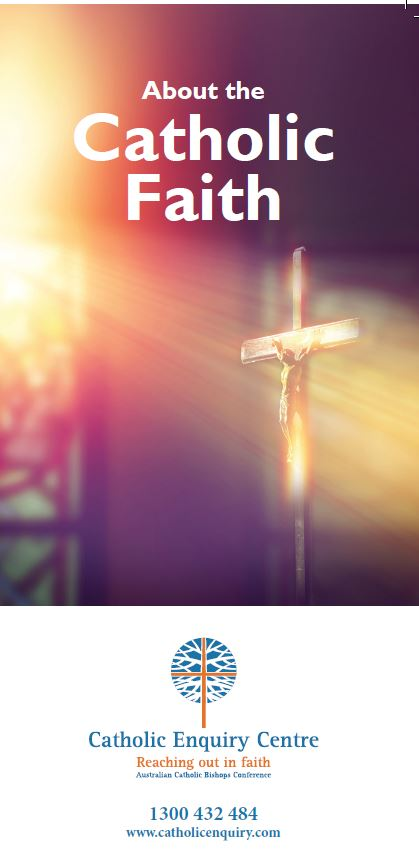 About the
Catholic
Faith
Catholic Enquiry Centre
Reaching out in faith
Australian Catholic Bishops Conference
1300 432 484
www.catholicenquiry.com